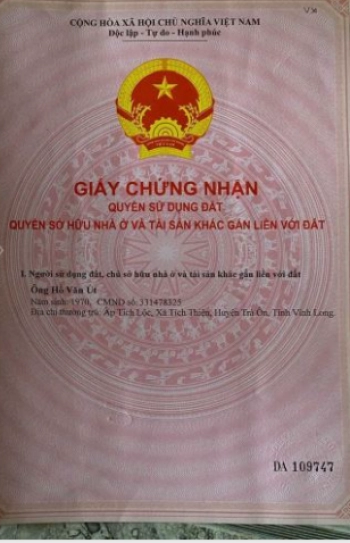 CỘNG HÒA XÃ HỘI CHỦ NGHĨA VIỆT NAM
Độc lập - Tự do - Hạnh phúc
GIẤY CHỨNG NHẬN
QUYỀN SỬ DỤNG ĐẤT
QUYỀN SỞ HỮU NHÀ Ở VÀ TÀI SẢN KHÁC GẮN LIỀN VỚI ĐẤT
I. Người sử dụng đất, chủ sở hữu nhà ở và tài sản khác gắn liền với đất
Ông Hồ Văn Út
Năm sinh: 1970, CMND số: 331478325
Địa chỉ thường trú: Ấp Tích Lộc, Xã Tích Thiện, Huyện Trà Ôn, Tỉnh Vĩnh Long.
DA 109747